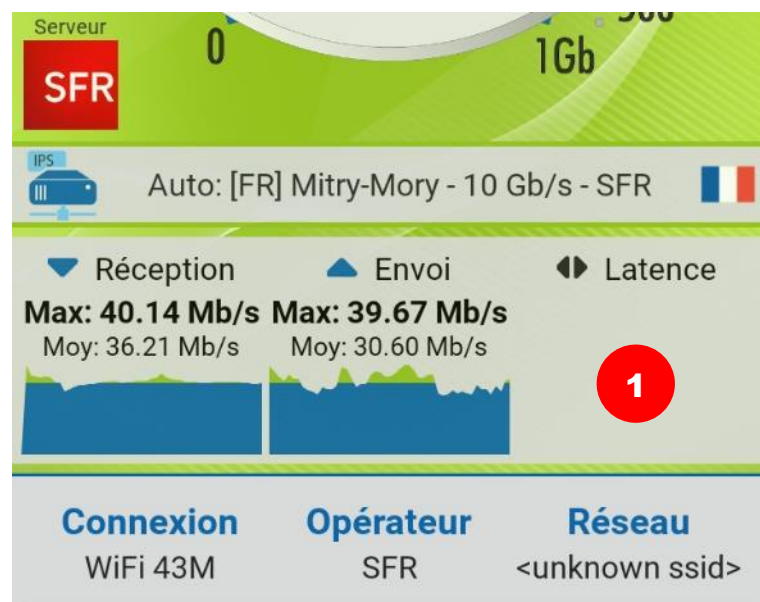 Serveur
SFR
0
1Gb
IPS
Auto: [FR] Mitry-Mory - 10 Gb/s - SFR
Réception
Envoi
Latence
Max: 40.14 Mb/s
Max: 39.67 Mb/s
Moy: 36.21 Mb/s
Moy: 30.60 Mb/s
1
Connexion
Opérateur
Réseau
WiFi 43M
SFR
<unknown ssid>